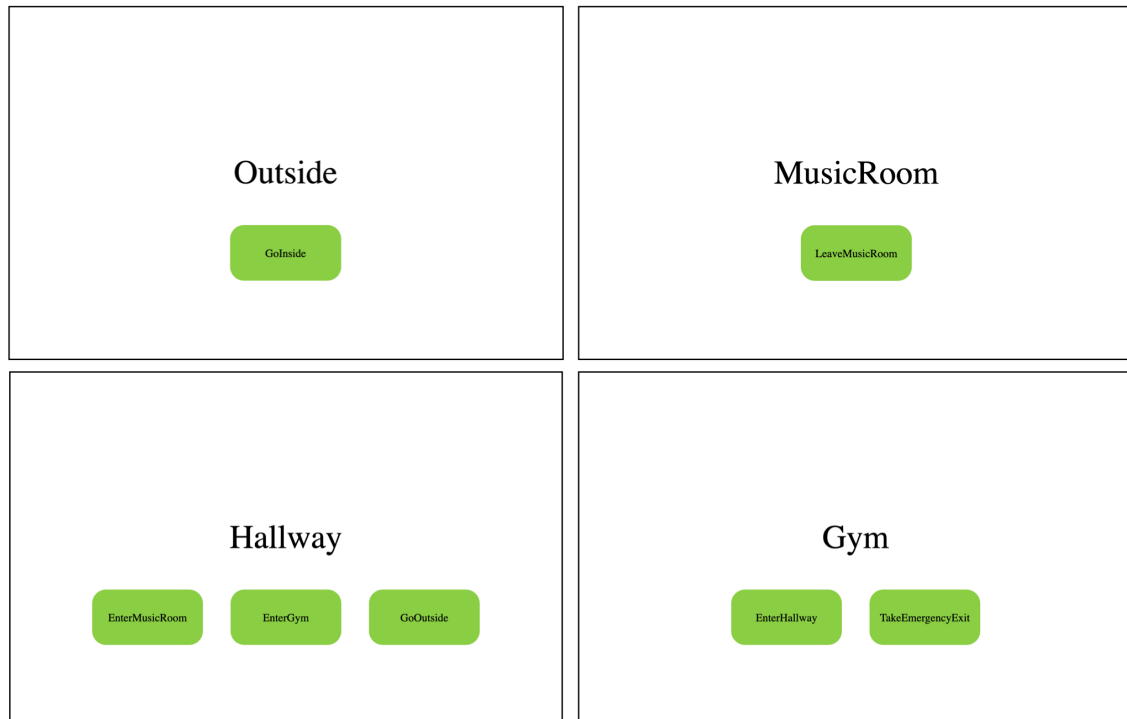 Outside
GoInside
MusicRoom
LeaveMusicRoom
Hallway
EnterMusicRoom
EnterGym
GoOutside
Gym
EnterHallway
TakeEmergencyExit